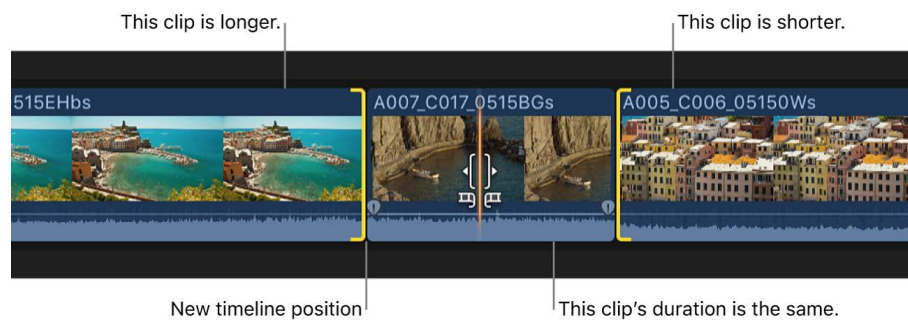 This clip is longer.
This clip is shorter.
515EHbs
A007_C017_0515BGs
A005_C006_05150Ws
New timeline position
This clip’s duration is the same.